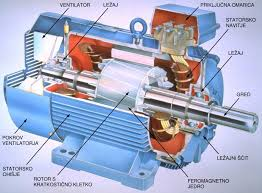 LEŽAJ
VENTILATOR
PRIKLJUČNA OMARICA
STATORSKO
NAVITJE
LEŽAJ
GRED
POKROV
VENTILATORJA
STATORSKO
OHIŠJE
ROTOR S
KRATKOSTIČNO KLETKO
FEROMAGNETNO
JEDRO
LEŽAJNI ŠČIT